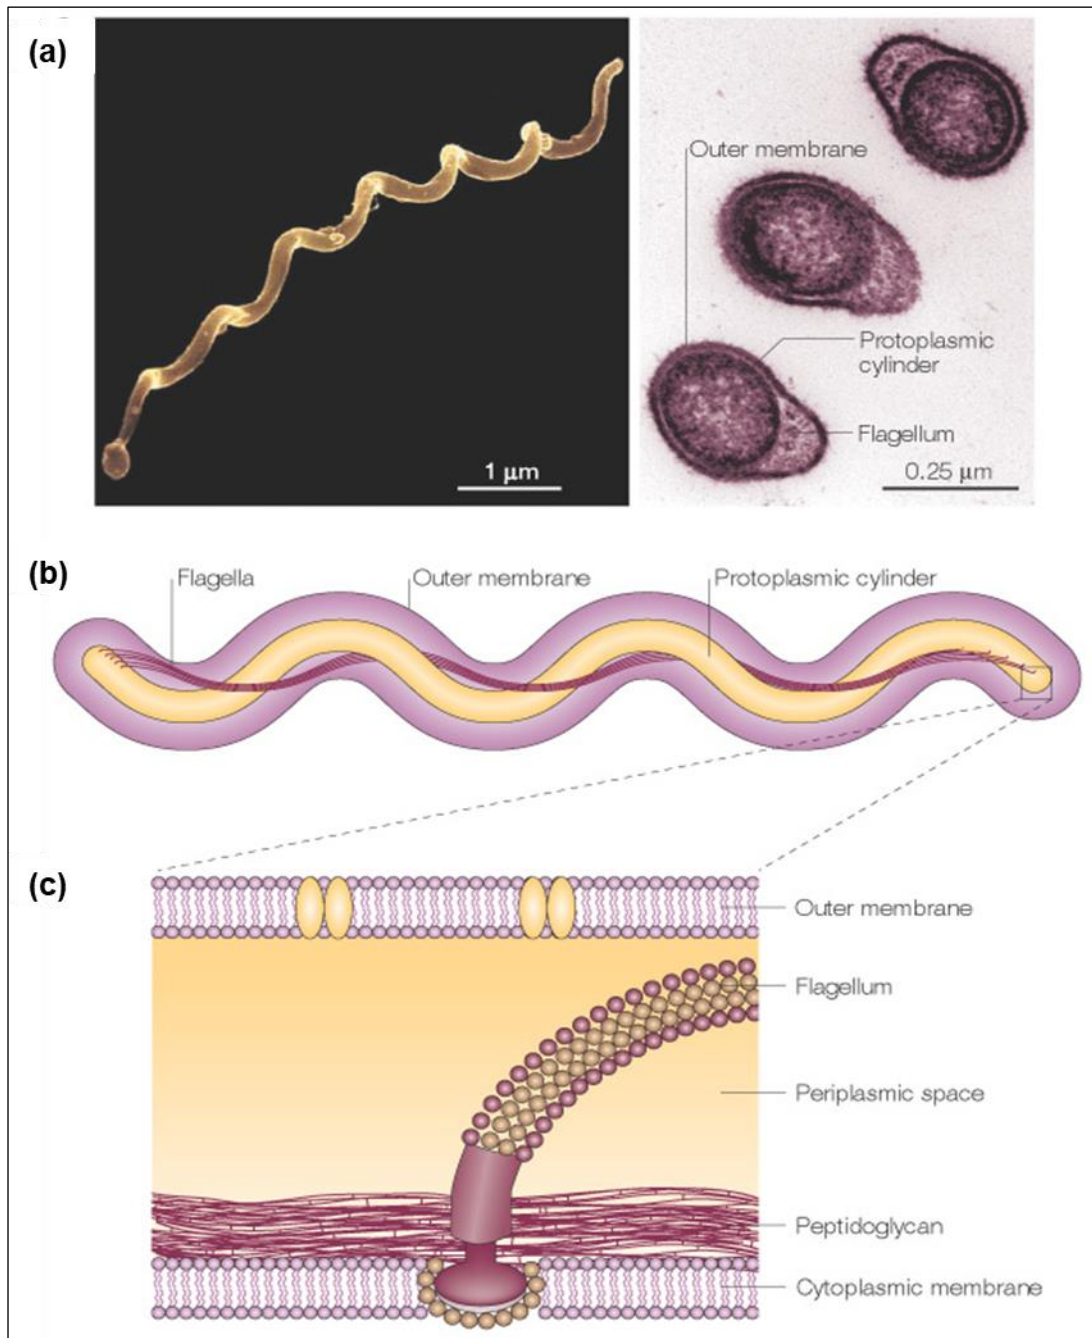 (a)
Outer membrane
Protoplasmic
cylinder
Flagellum
1 μm
0.25 μm
(b)
Flagella
Outer membrane
Protoplasmic cylinder
(c)
Outer membrane
Flagellum
Periplasmic space
Peptidoglycan
Cytoplasmic membrane